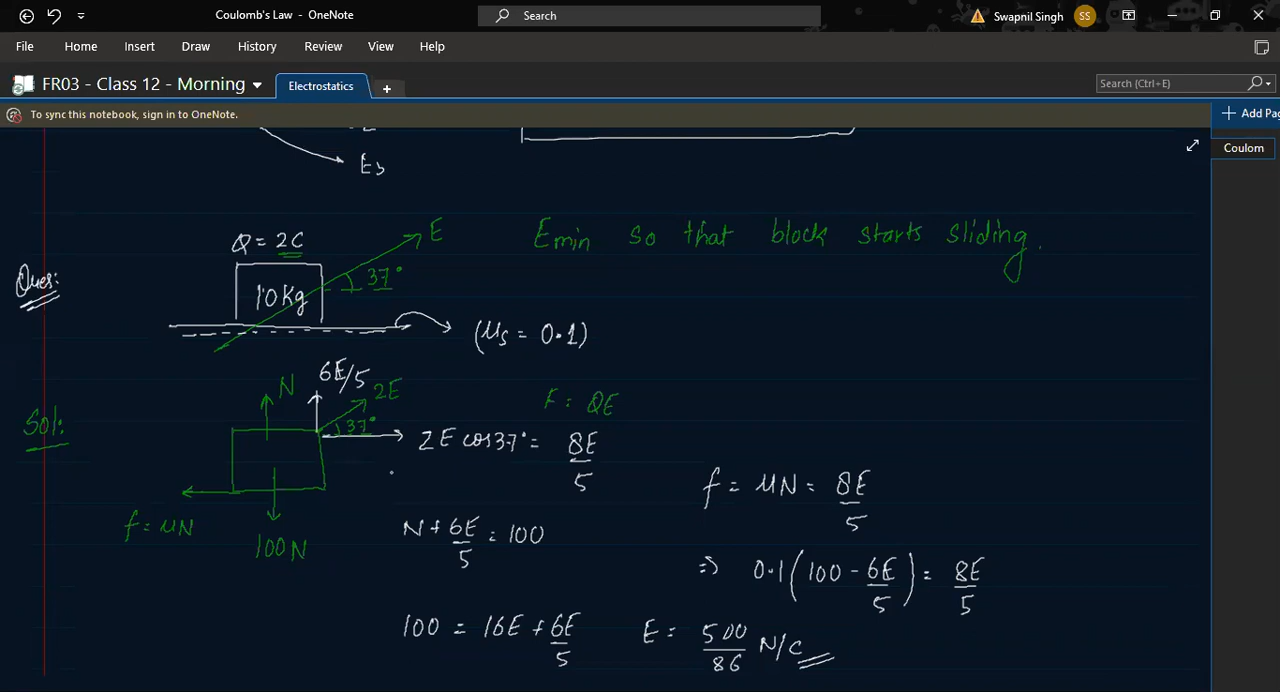 Coulomb's Law - OneNote
Search
Swapnil Singh
SS
File Home Insert Draw History Review View Help
FR03 - Class 12 - Morning
Electrostatics
+
Search (Ctrl+E)
To sync this notebook, sign in to OneNote.
+ Add Pag
Coulom
Es
Q = 2C
E
Emin so that block starts sliding.
Ques:
37°
10Kg
(μs = 0.1)
6E/5
N
2E
F = QE
Sol:
37°
2E cos37° = 8E/5
f = μN = 8E/5
f = μN
N + 6E/5 = 100
100N
⇒ 0.1(100 - 6E/5) = 8E/5
100 = 16E + 6E/5
E = 500/86 N/C